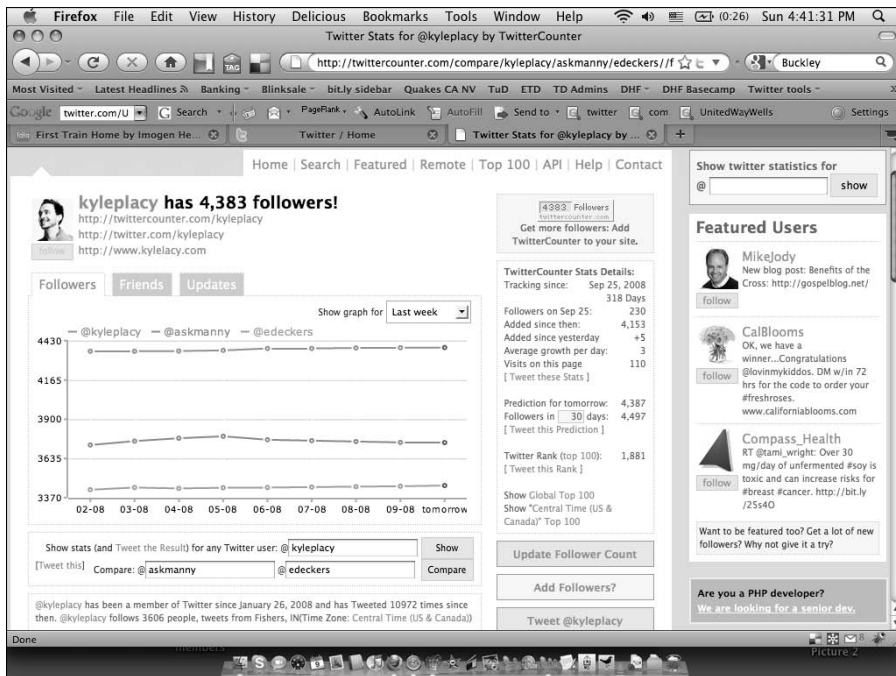 Firefox File Edit View History Delicious Bookmarks Tools Window Help (0:26) Sun 4:41:31 PM
Twitter Stats for @kyleplacy by TwitterCounter
http://twittercounter.com/compare/kyleplacy/askmanny/edeckers//f
Buckley
Most Visited Latest Headlines Banking Blinksale bit.ly sidebar Quakes CA NV TuD ETD TD Admins DHF DHF Basecamp Twitter tools
Google twitter.com/U Search PageRank AutoLink AutoFill Send to twitter com UnitedWayWells Settings
First Train Home by Imogen He... Twitter / Home Twitter Stats for @kyleplacy by ...
Home | Search | Featured | Remote | Top 100 | API | Help | Contact
kyleplacy has 4,383 followers!
http://twittercounter.com/kyleplacy
http://twitter.com/kyleplacy
follow http://www.kylelacy.com
Followers Friends Updates
Show graph for Last week
@kyleplacy @askmanny @edeckers
4430
4165
3900
3635
3370
02-08 03-08 04-08 05-08 06-08 07-08 08-08 09-08 tomorrow
Show stats (and Tweet the Result) for any Twitter user: @ kyleplacy Show
[Tweet this] Compare: @ askmanny @ edeckers Compare
@kyleplacy has been a member of Twitter since January 26, 2008 and has Tweeted 10972 times since
then. @kyleplacy follows 3606 people, tweets from Fishers, IN(Time Zone: Central Time (US & Canada))
4383 Followers
twittercounter.com
Get more followers: Add
TwitterCounter to your site.
TwitterCounter Stats Details:
Tracking since: Sep 25, 2008
318 Days
Followers on Sep 25: 230
Added since then: 4,153
Added since yesterday +5
Average growth per day: 3
Visits on this page 110
[ Tweet these Stats ]
Prediction for tomorrow: 4,387
Followers in 30 days: 4,497
[ Tweet this Prediction ]
Twitter Rank (top 100): 1,881
[ Tweet this Rank ]
Show Global Top 100
Show "Central Time (US &
Canada)" Top 100
Update Follower Count
Add Followers?
Tweet @kyleplacy
Show twitter statistics for
@ show
Featured Users
MikeJody
New blog post: Benefits of the
Cross: http://gospelblog.net/
follow
CalBlooms
OK, we have a
winner...Congratulations
@lovinmykiddos. DM w/in 72
hrs for the code to order your
#freshroses.
www.californiablooms.com
follow
Compass_Health
RT @tami_wright: Over 30
mg/day of unfermented #soy is
toxic and can increase risks for
#breast #cancer. http://bit.ly
/25s4O
follow
Want to be featured too? Get a lot of new
followers? Why not give it a try?
Are you a PHP developer?
We are looking for a senior dev.
Done
8
members
Picture 2